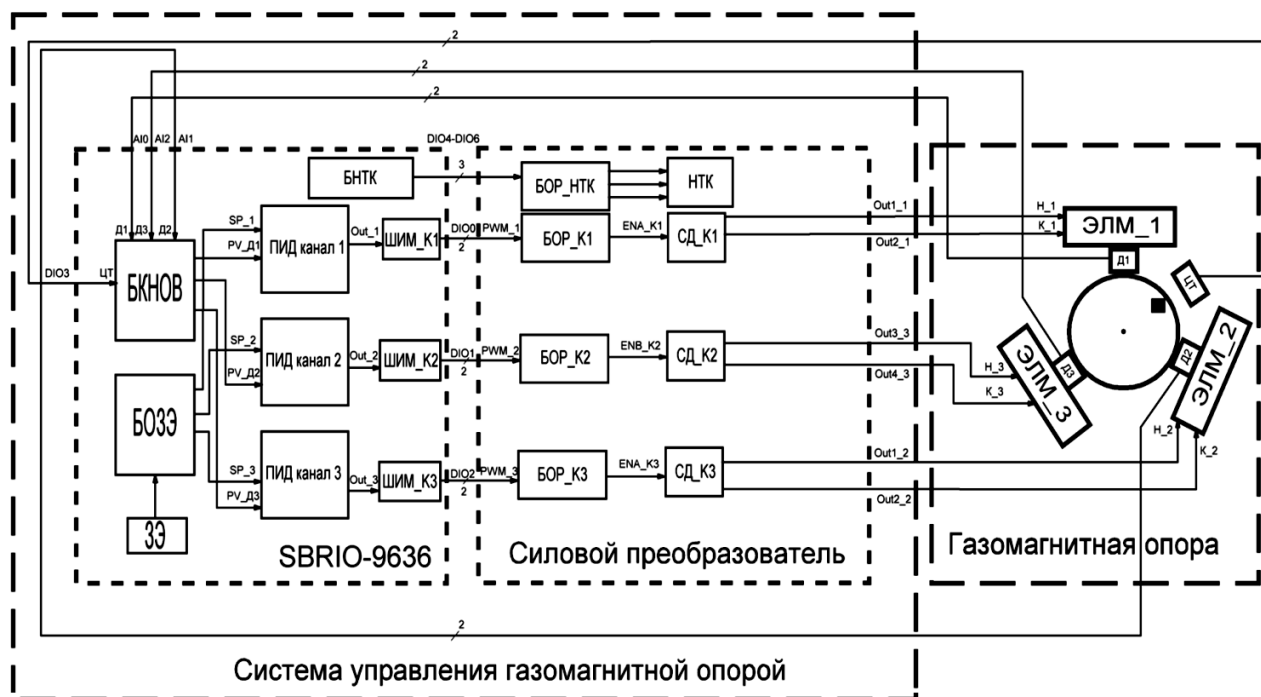 2
2
2
AI0 AI2 AI1
DIO4-DIO6
БНТК
3
БОР_НТК
НТК
Д1 Д3 Д2
SP_1
PV_Д1
ПИД канал 1
Out_1
ШИМ_К1
DIO0
2
PWM_1
БОР_К1
ENA_K1
СД_К1
Out1_1
Out2_1
Н_1
К_1
ЭЛМ_1
Д1
ЦТ
DIO3
ЦТ
БКНОВ
SP_2
PV_Д2
ПИД канал 2
Out_2
ШИМ_К2
DIO1
2
PWM_2
БОР_К2
ENB_K2
СД_К2
Out3_3
Out4_3
Н_3
К_3
ЭЛМ_3
Д3
Д2
ЭЛМ_2
БОЗЭ
SP_3
PV_Д3
ПИД канал 3
Out_3
ШИМ_К3
DIO2
2
PWM_3
БОР_К3
ENA_K3
СД_К3
Out1_2
Out2_2
Н_2
К_2
ЗЭ
SBRIO-9636
Силовой преобразователь
Газомагнитная опора
2
Система управления газомагнитной опорой